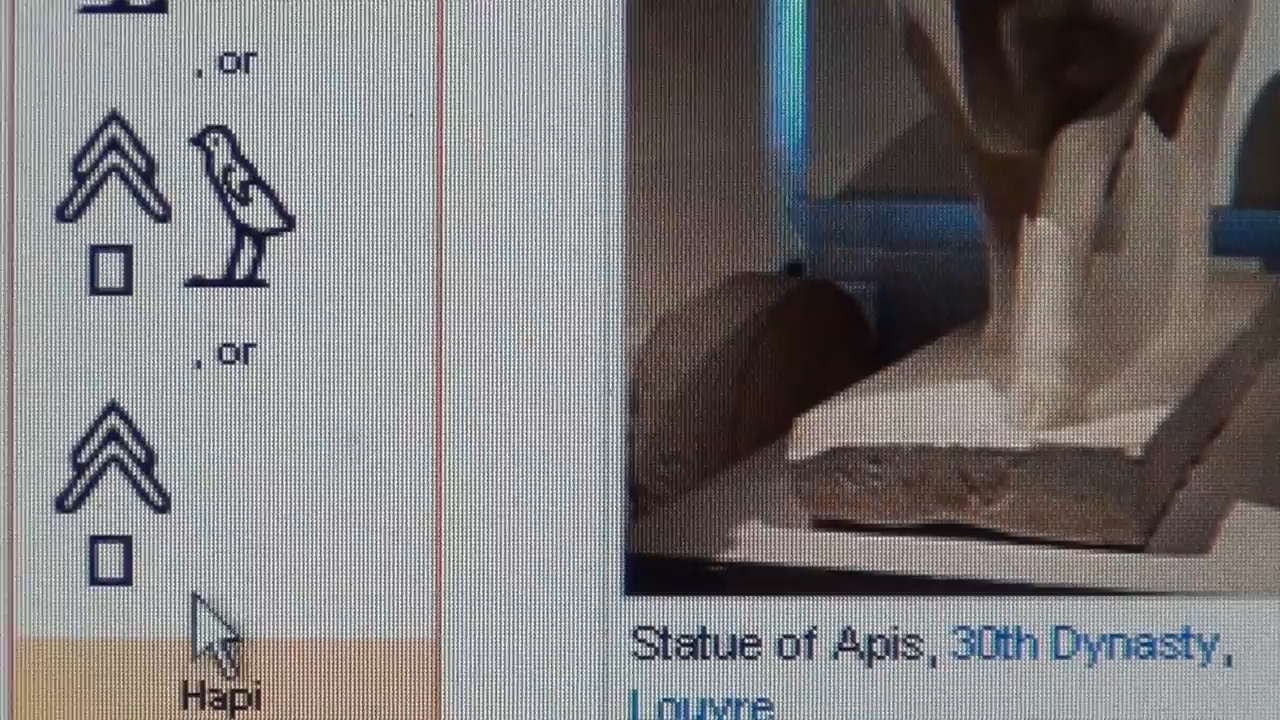 , or
𓐪 𓅱
𓊪
, or
𓐪
𓊪
Hapi
Statue of Apis, 30th Dynasty,
Louvre